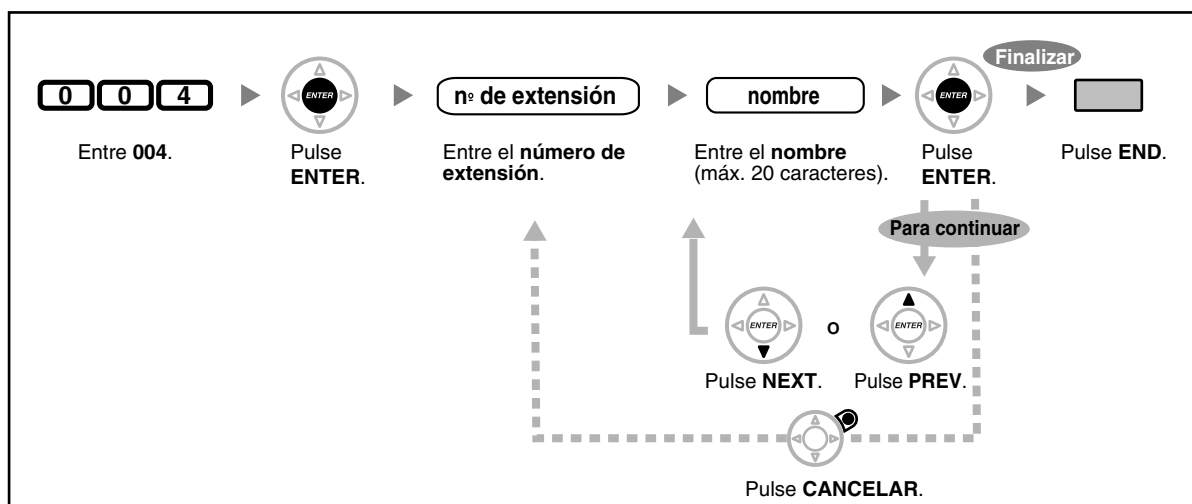 Finalizar
0 0 4
ENTER
nº de extensión
nombre
ENTER
Entre 004.
Pulse
ENTER.
Entre el número de
extensión.
Entre el nombre
(máx. 20 caracteres).
Pulse
ENTER.
Pulse END.
Para continuar
ENTER
o
ENTER
Pulse NEXT.
Pulse PREV.
Pulse CANCELAR.